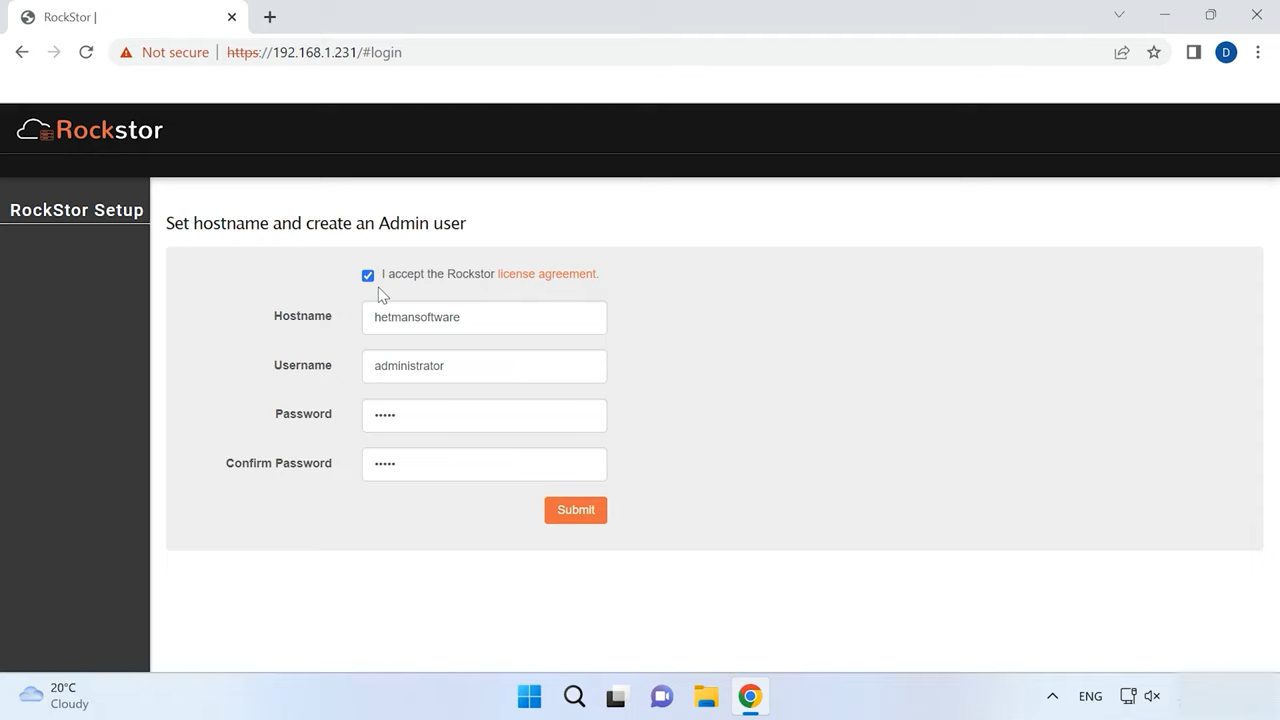 RockStor |
Not secure
https://192.168.1.231/#login
D
Rockstor
RockStor Setup
Set hostname and create an Admin user
I accept the Rockstor license agreement.
Hostname
hetmansoftware
Username
administrator
Password
•••••
Confirm Password
•••••
Submit
20°C
Cloudy
ENG